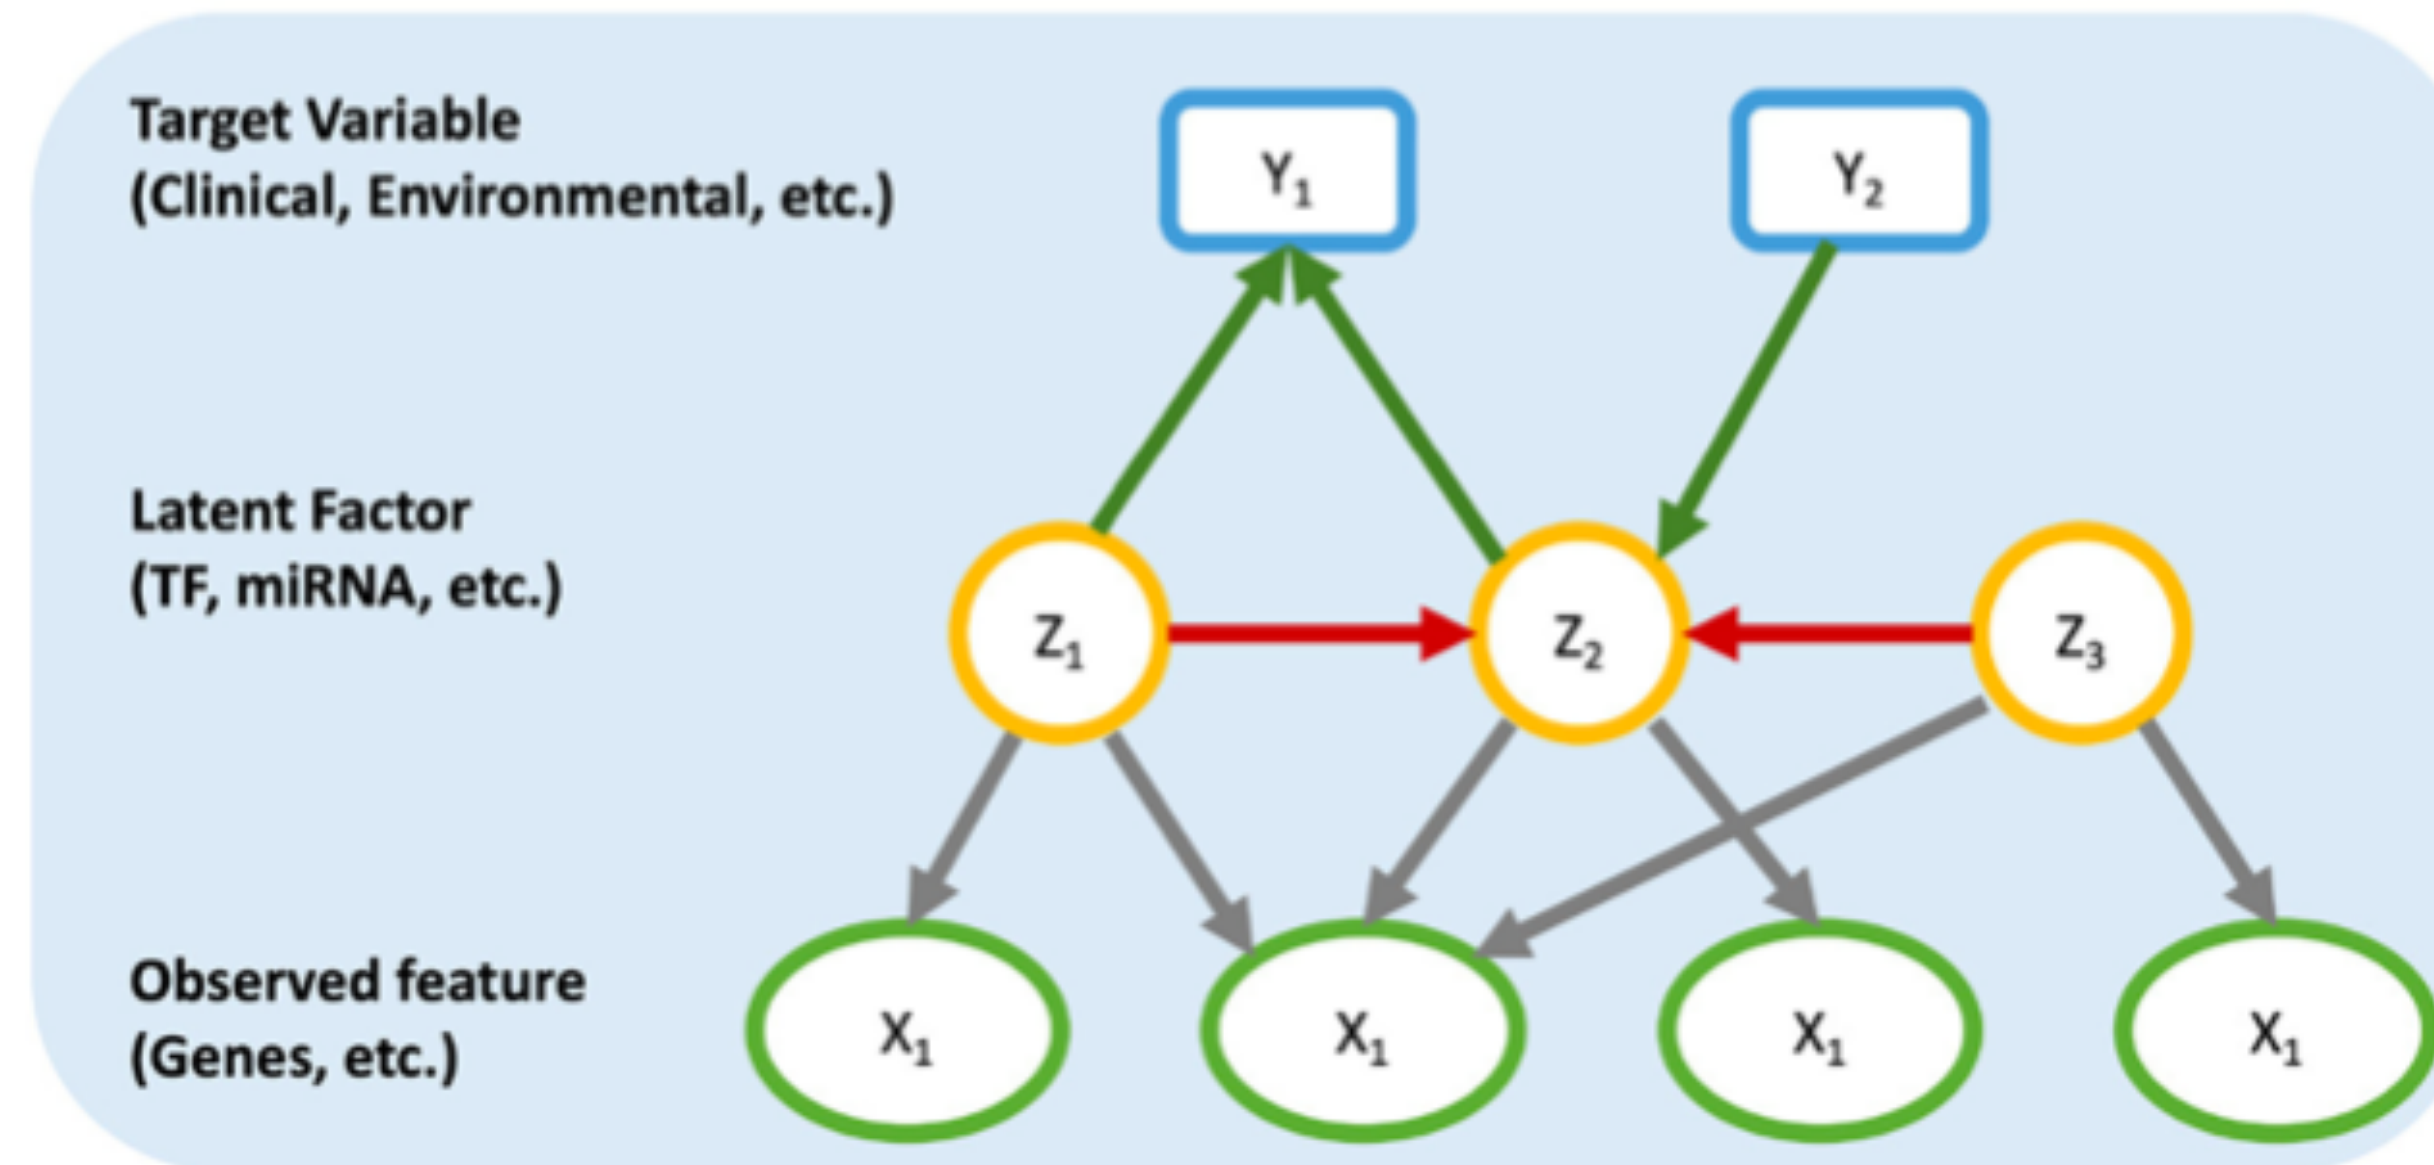 Target Variable
(Clinical, Environmental, etc.)
Y1
Y2
Latent Factor
(TF, miRNA, etc.)
Z1
Z2
Z3
Observed feature
(Genes, etc.)
X1
X1
X1
X1